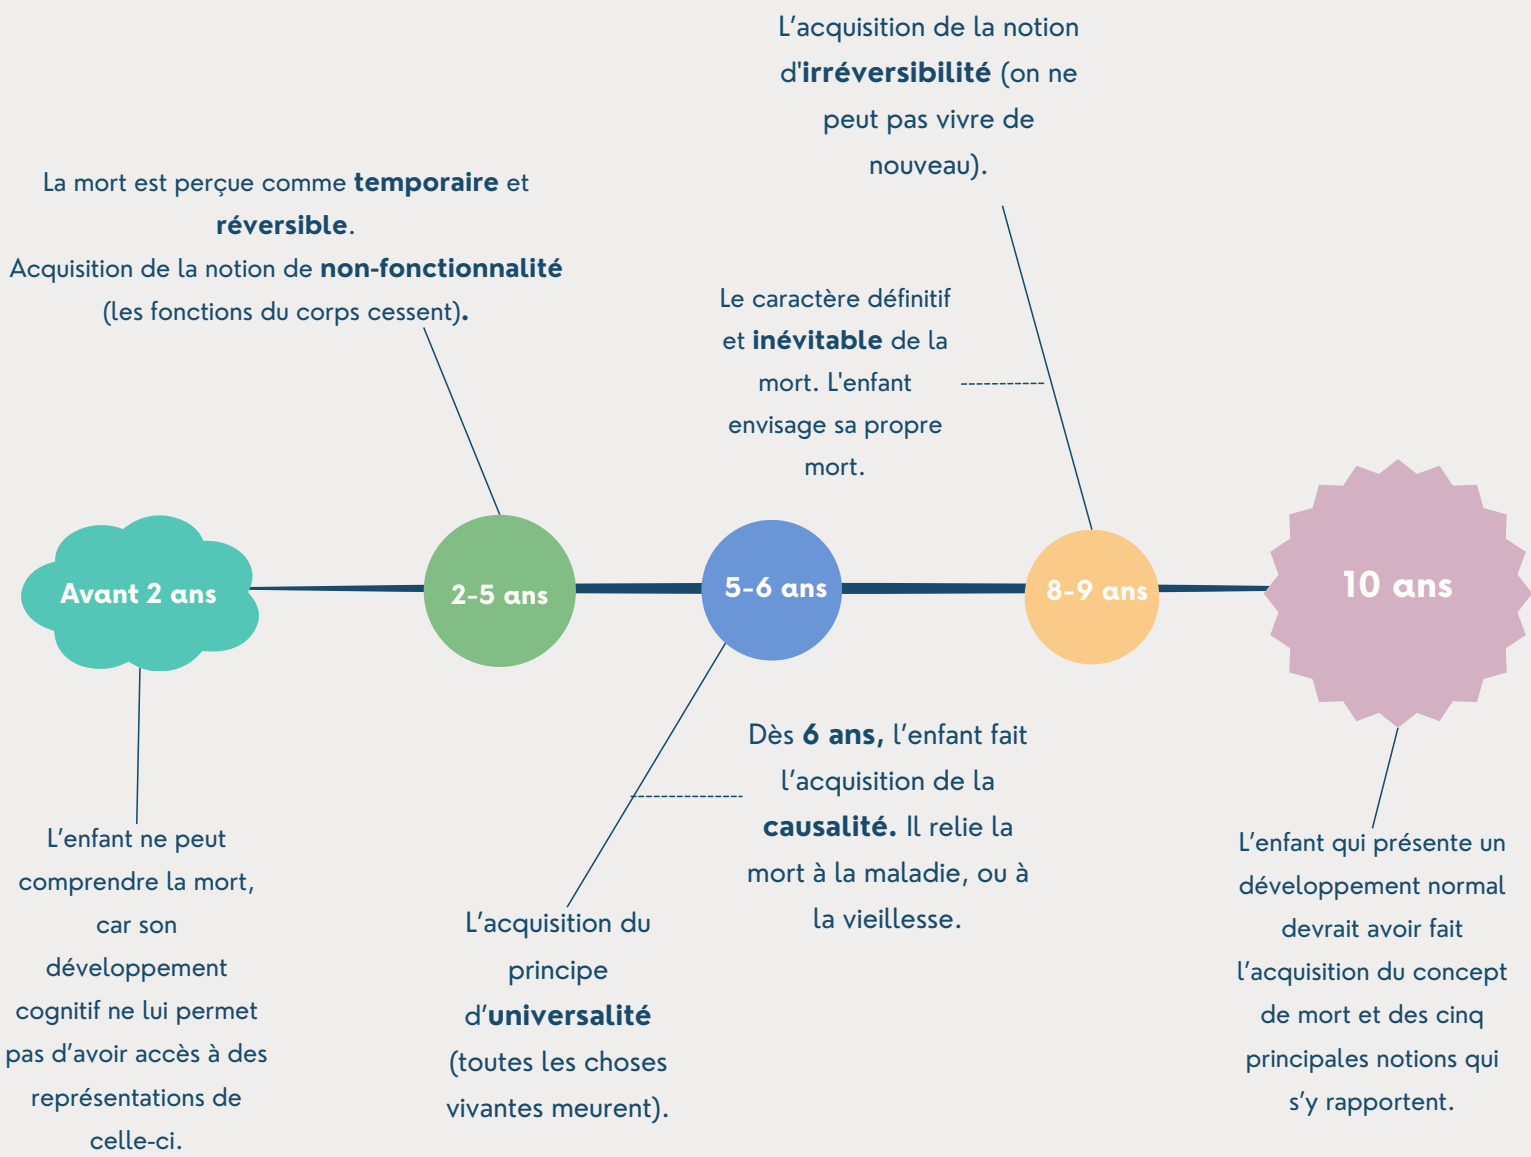 L’acquisition de la notion
d'irréversibilité (on ne
peut pas vivre de
nouveau).
La mort est perçue comme temporaire et
réversible.
Acquisition de la notion de non-fonctionnalité
(les fonctions du corps cessent).
Le caractère définitif
et inévitable de la
mort. L'enfant
envisage sa propre
mort.
Avant 2 ans
2-5 ans
5-6 ans
8-9 ans
10 ans
L’enfant ne peut
comprendre la mort,
car son
développement
cognitif ne lui permet
pas d’avoir accès à des
représentations de
celle-ci.
L’acquisition du
principe
d’universalité
(toutes les choses
vivantes meurent).
Dès 6 ans, l’enfant fait
l’acquisition de la
causalité. Il relie la
mort à la maladie, ou à
la vieillesse.
L’enfant qui présente un
développement normal
devrait avoir fait
l’acquisition du concept
de mort et des cinq
principales notions qui
s’y rapportent.